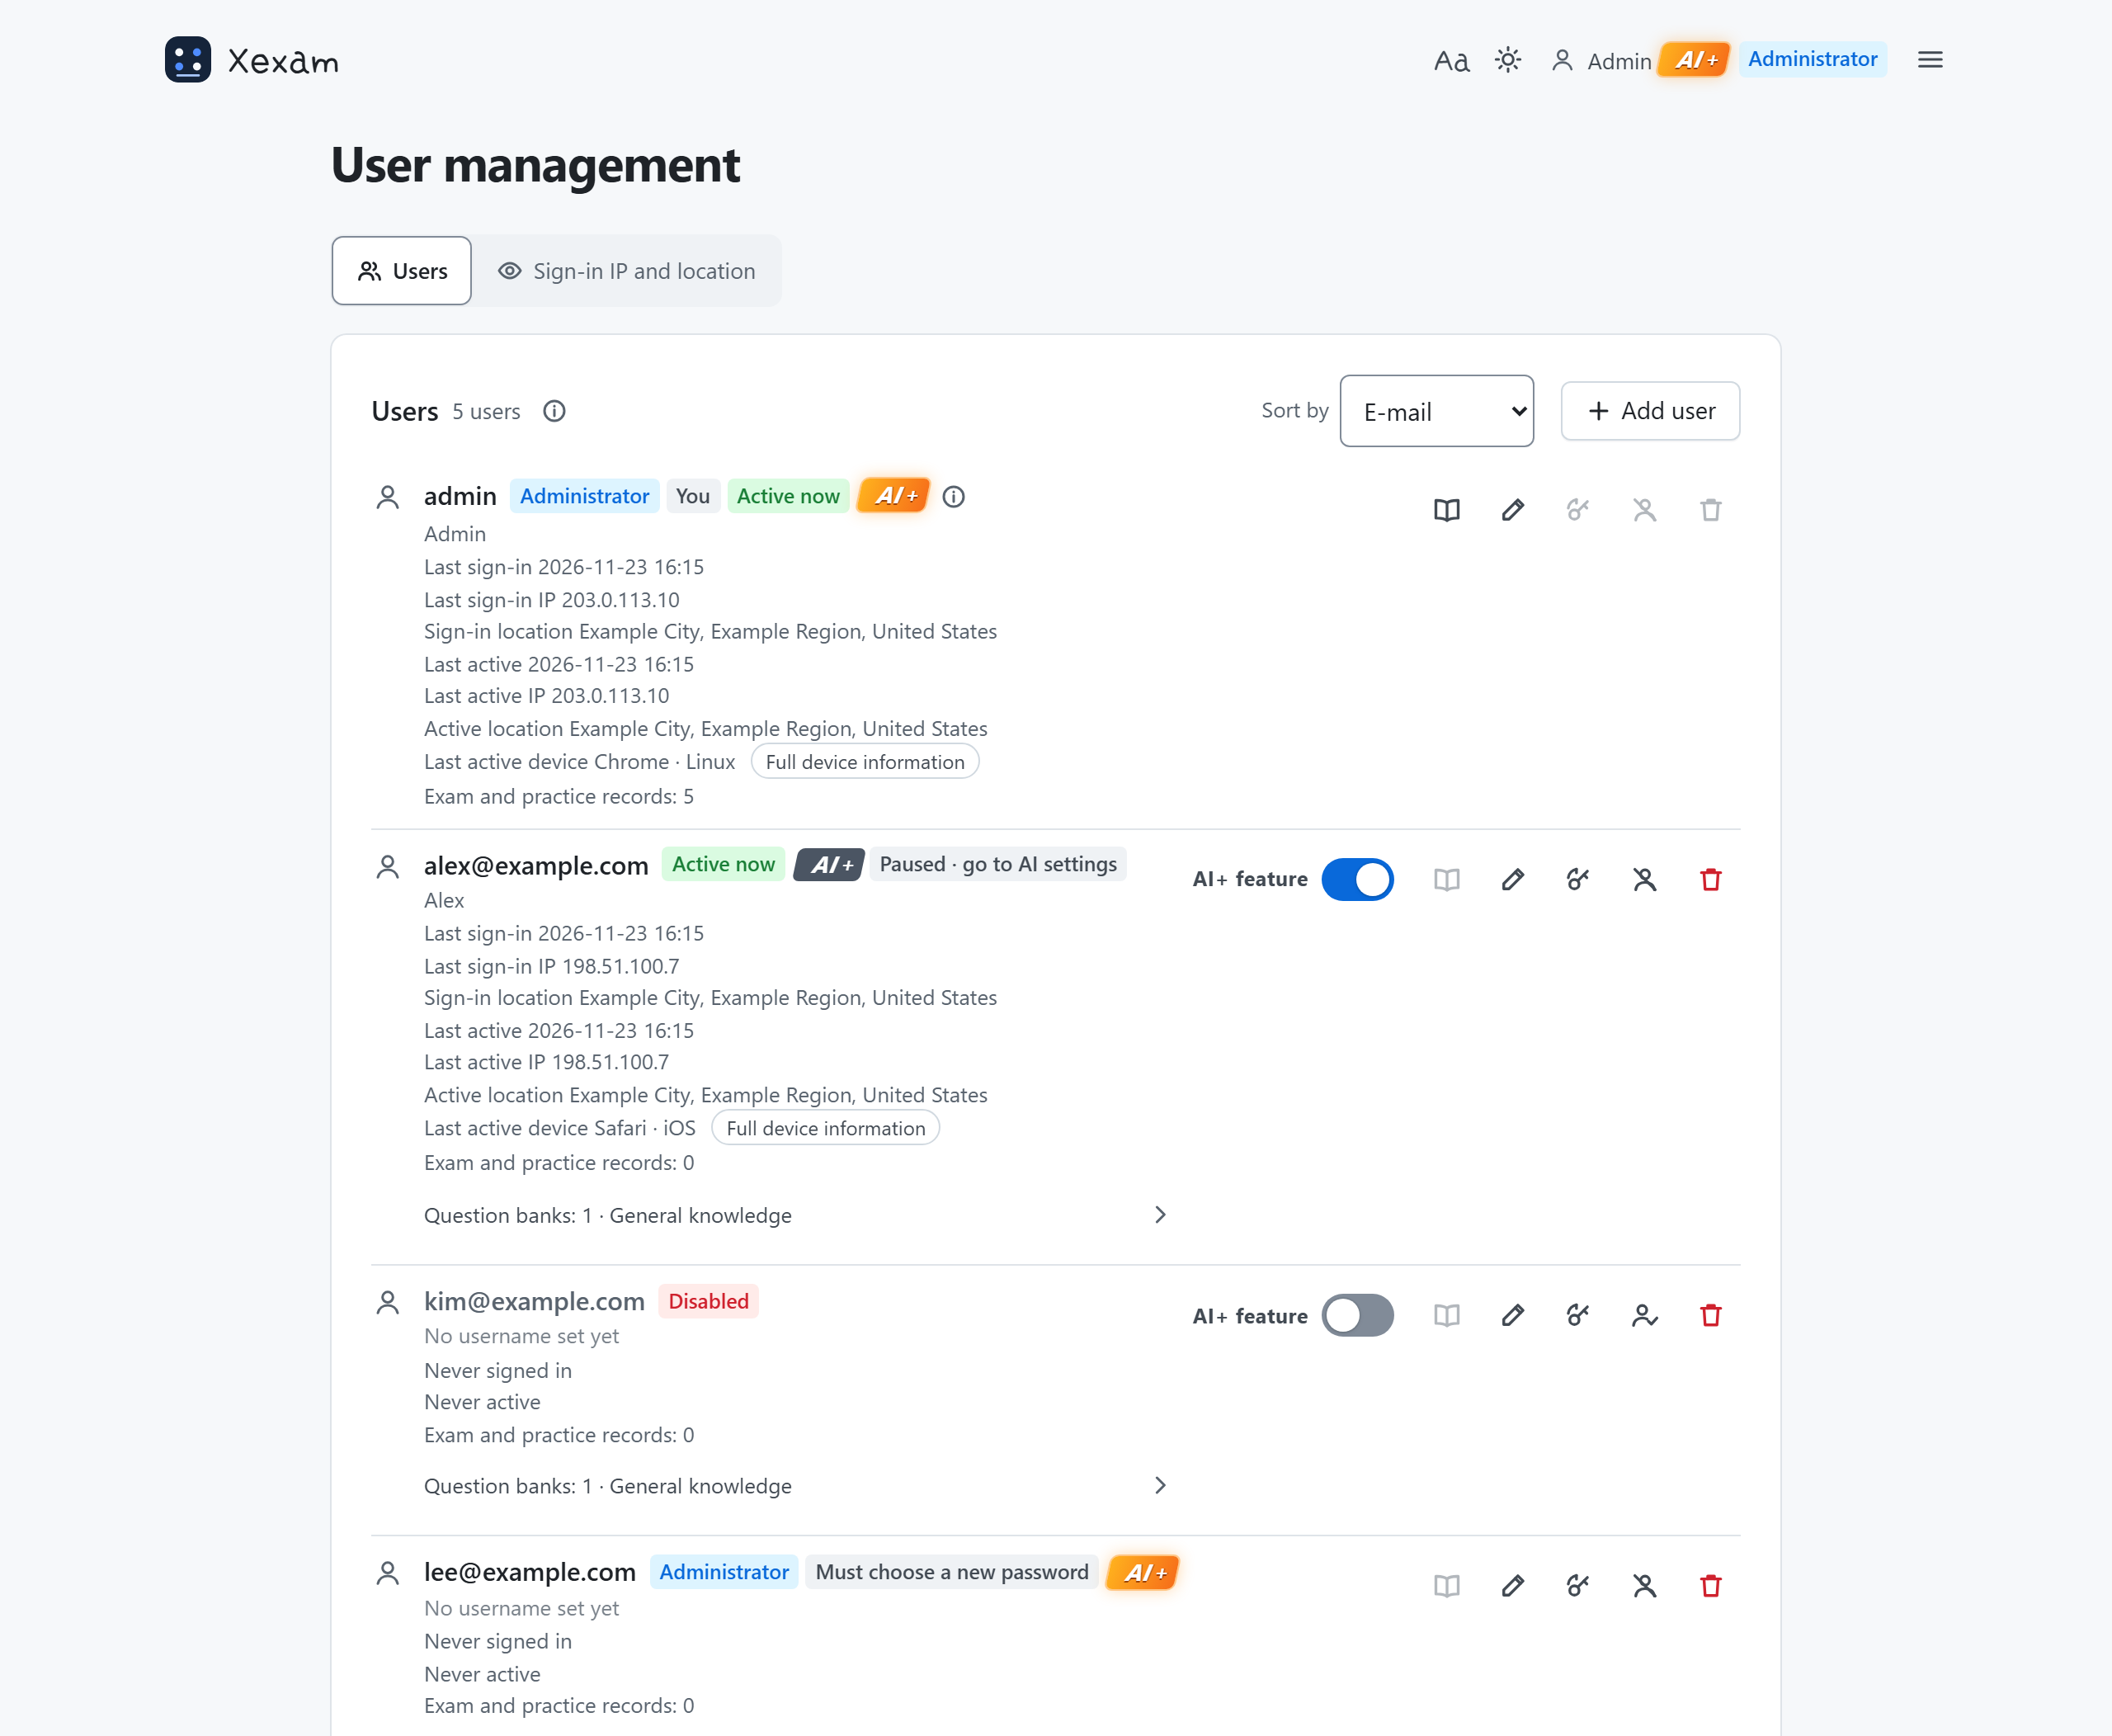 Xexam
Aa Admin AI+ Administrator
User management
Users Sign-in IP and location
Users 5 users Sort by E-mail Add user
admin Administrator You Active now AI+
Admin
Last sign-in 2026-11-23 16:15
Last sign-in IP 203.0.113.10
Sign-in location Example City, Example Region, United States
Last active 2026-11-23 16:15
Last active IP 203.0.113.10
Active location Example City, Example Region, United States
Last active device Chrome · Linux Full device information
Exam and practice records: 5
alex@example.com Active now AI+ Paused · go to AI settings AI+ feature
Alex
Last sign-in 2026-11-23 16:15
Last sign-in IP 198.51.100.7
Sign-in location Example City, Example Region, United States
Last active 2026-11-23 16:15
Last active IP 198.51.100.7
Active location Example City, Example Region, United States
Last active device Safari · iOS Full device information
Exam and practice records: 0
Question banks: 1 · General knowledge
kim@example.com Disabled AI+ feature
No username set yet
Never signed in
Never active
Exam and practice records: 0
Question banks: 1 · General knowledge
lee@example.com Administrator Must choose a new password AI+
No username set yet
Never signed in
Never active
Exam and practice records: 0